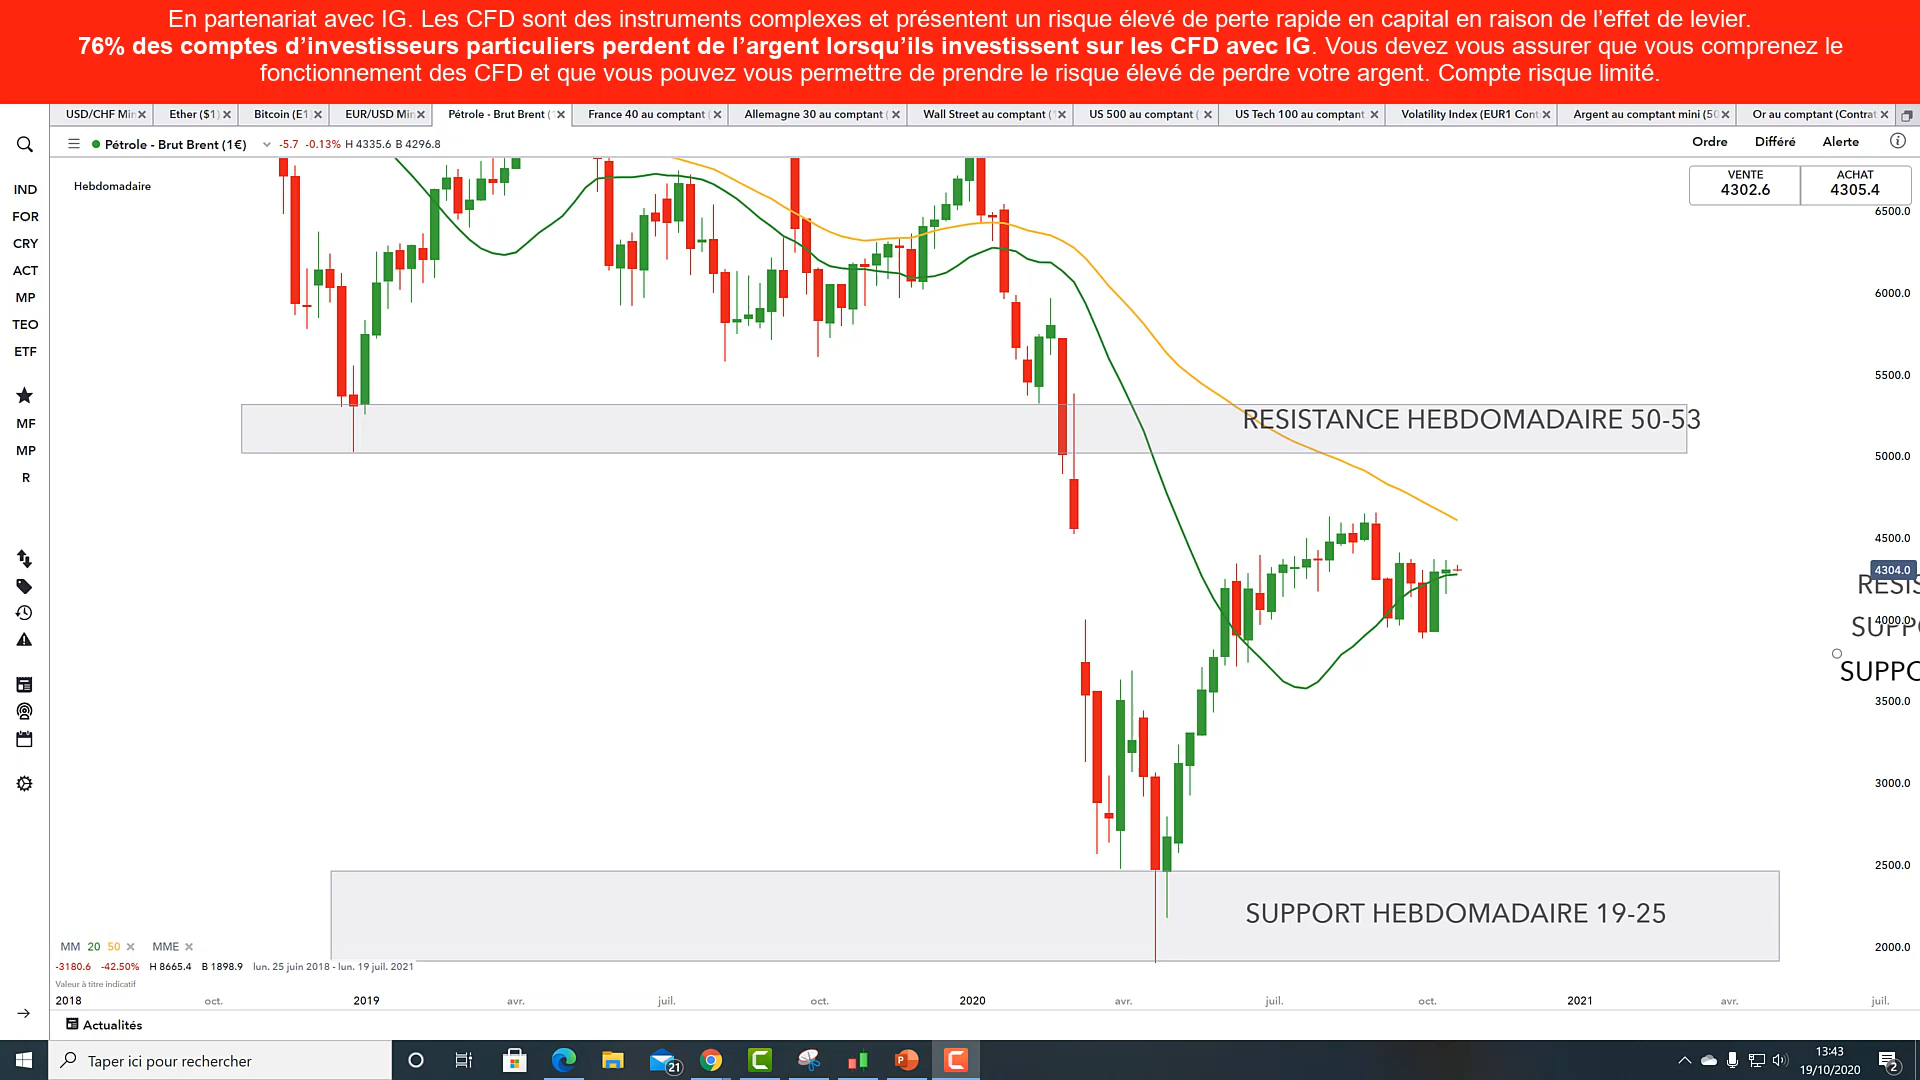 En partenariat avec IG. Les CFD sont des instruments complexes et présentent un risque élevé de perte rapide en capital en raison de l’effet de levier.
76% des comptes d’investisseurs particuliers perdent de l’argent lorsqu’ils investissent sur les CFD avec IG. Vous devez vous assurer que vous comprenez le
fonctionnement des CFD et que vous pouvez vous permettre de prendre le risque élevé de perdre votre argent. Compte risque limité.
USD/CHF Min Ether ($1) Bitcoin (E1 EUR/USD Min Pétrole - Brut Brent ( France 40 au comptant ( Allemagne 30 au comptant ( Wall Street au comptant ( US 500 au comptant ( US Tech 100 au comptant Volatility Index (EUR1 Cont Argent au comptant mini (50 Or au comptant (Contrat
Pétrole - Brut Brent (1€) -5.7 -0.13% H 4335.6 B 4296.8
Ordre Différé Alerte
Hebdomadaire
VENTE ACHAT
4302.6 4305.4
IND
FOR
CRY
ACT
MP
TEO
ETF
MF
MP
R
6500.0
6000.0
5500.0
RESISTANCE HEBDOMADAIRE 50-53
5000.0
4500.0
4304.0
RESIS
4000.0
SUPPO
SUPPO
3500.0
3000.0
2500.0
SUPPORT HEBDOMADAIRE 19-25
2000.0
MM 20 50 MME
-3180.6 -42.50% H 8665.4 B 1898.9 lun. 25 juin 2018 - lun. 19 juil. 2021
Valeur à titre indicatif
2018 oct. 2019 avr. juil. oct. 2020 avr. juil. oct. 2021 avr. juil.
Actualités
Taper ici pour rechercher
21
13:43
19/10/2020
2